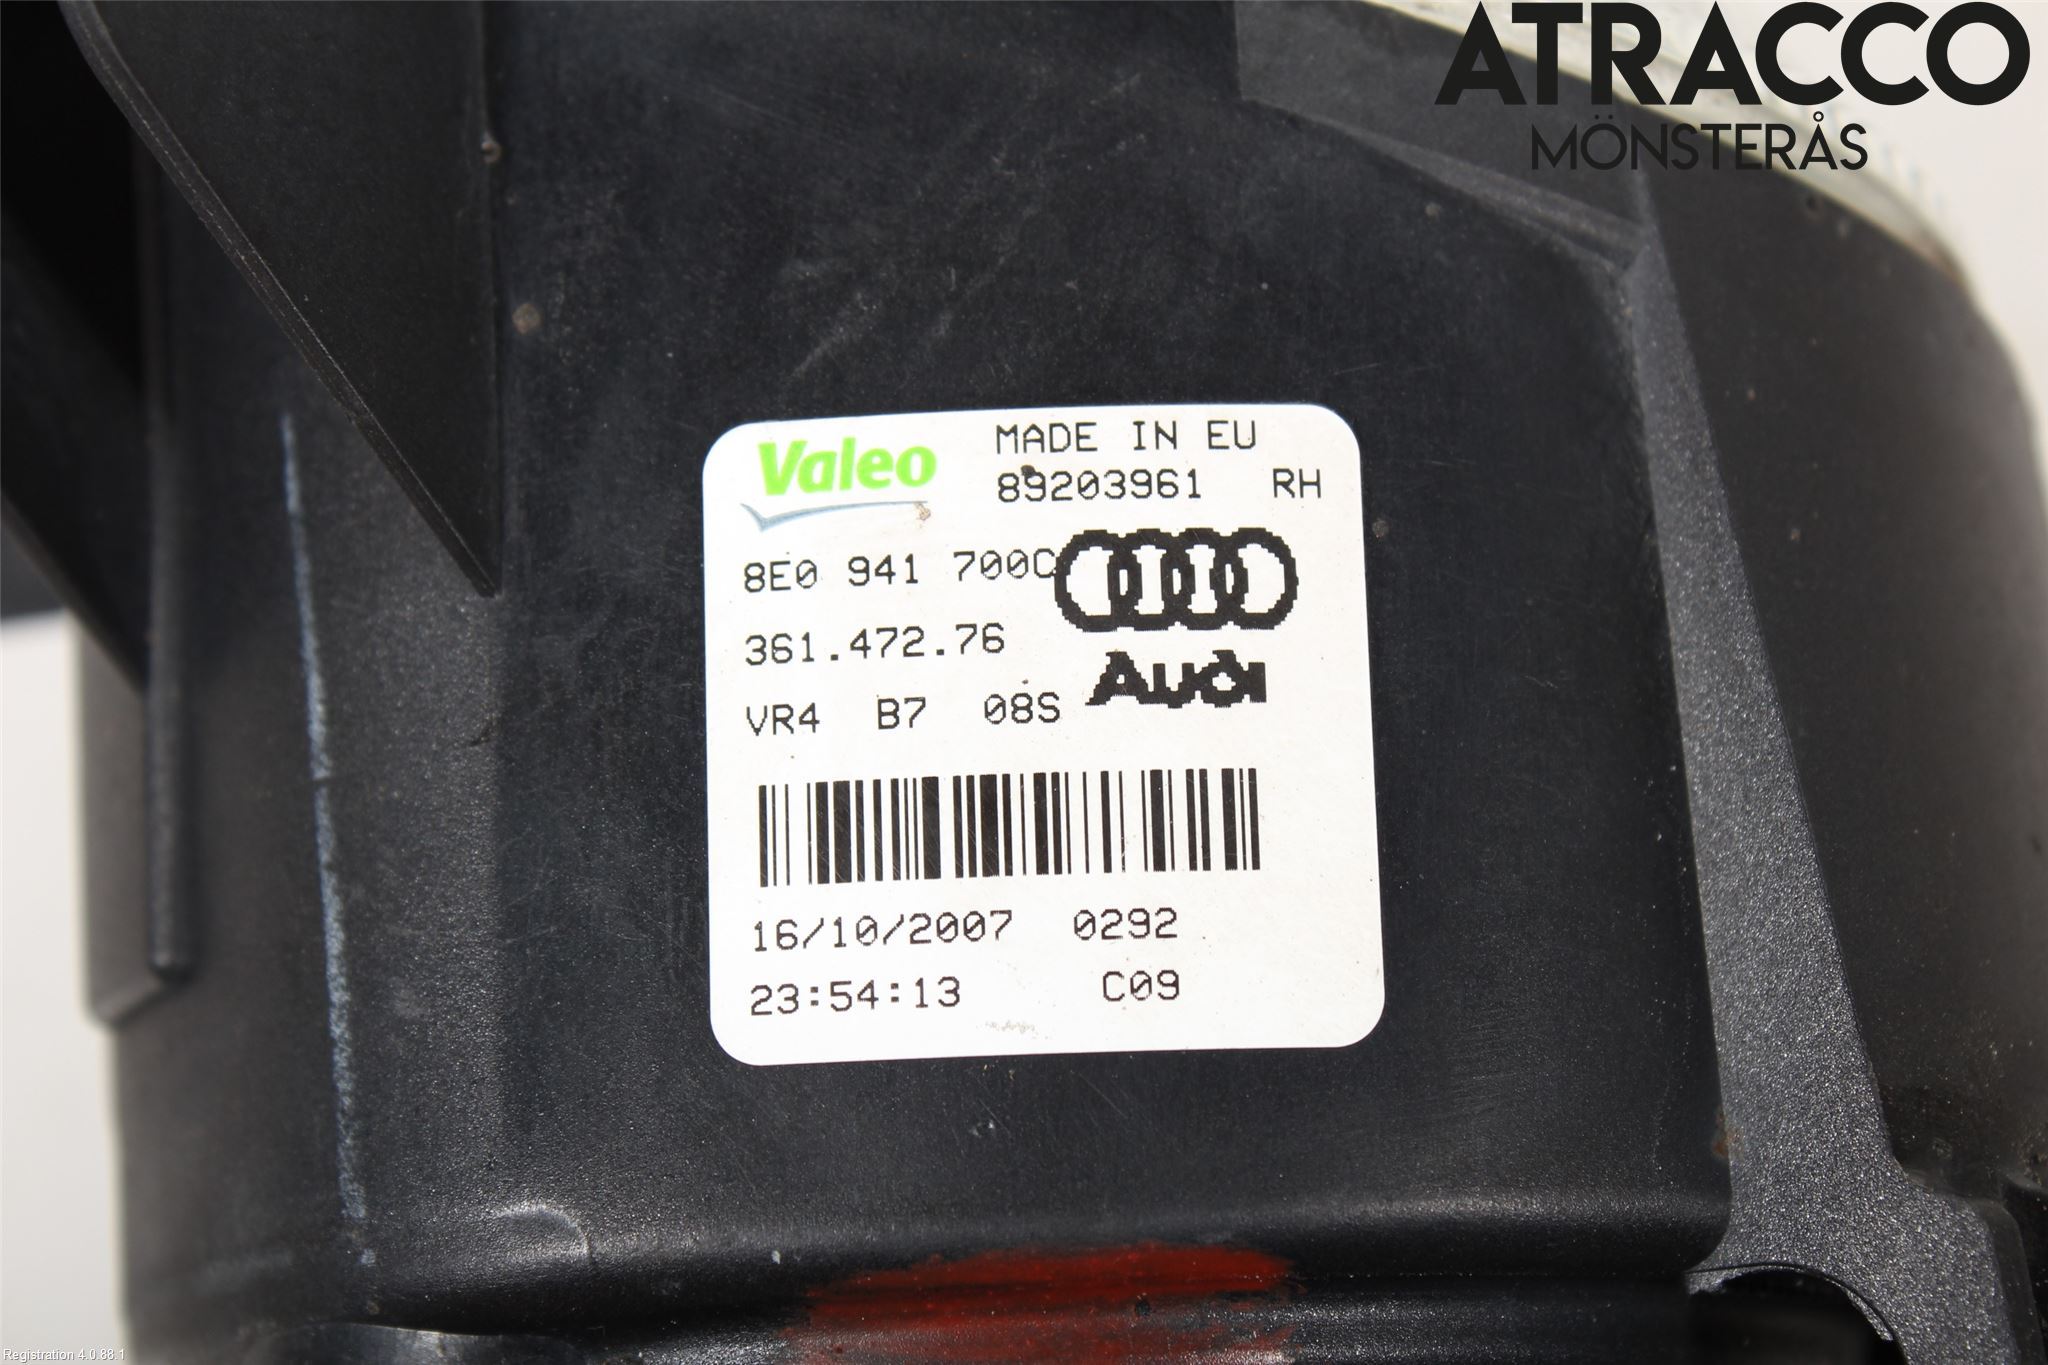 ATRACCO
MÖNSTERÅS
Valeo
MADE IN EU
89203961 RH
8E0 941 700C
361.472.76
Audi
VR4 B7 08S
16/10/2007 0292
23:54:13 C09
Registration 4.0.88.1